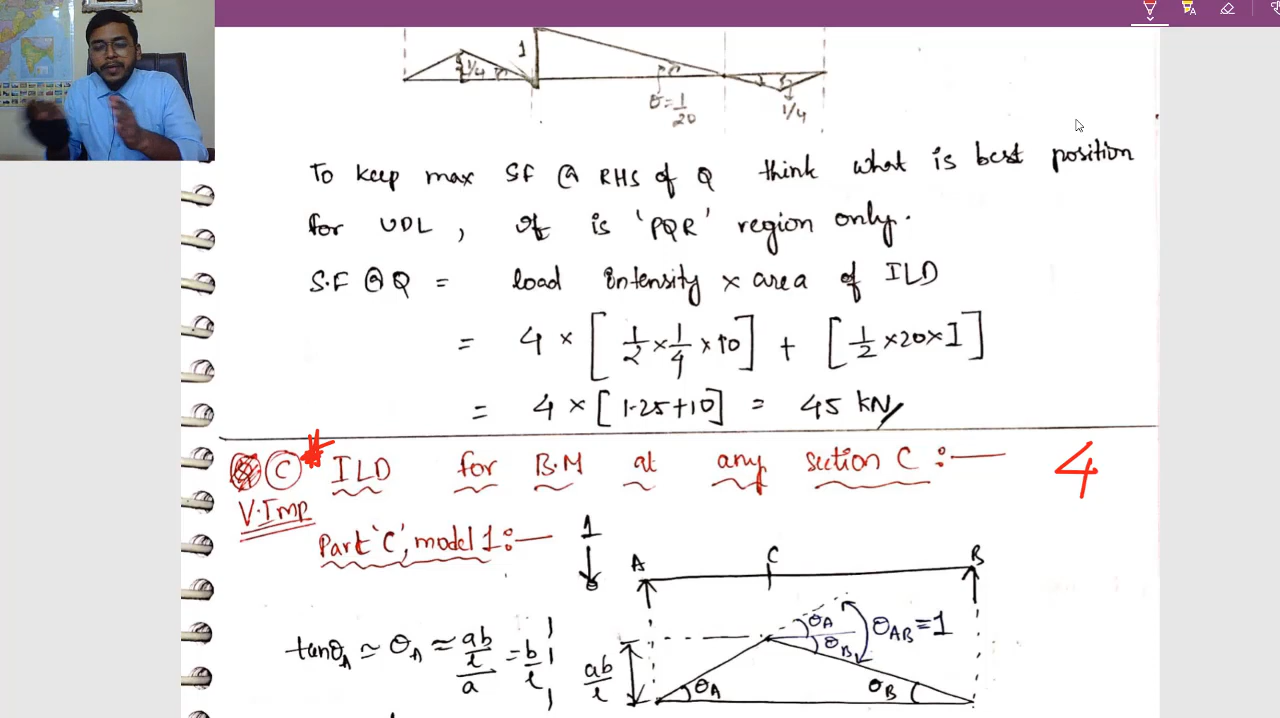 1/4
1
θ = 1/20
1/4
To keep max SF @ RHS of Q think what is best position
for UDL, It is 'PQR' region only.
S.F @ Q = load intensity × area of ILD
= 4 × [ 1/2 × 1/4 × 10 ] + [ 1/2 × 20 × 1 ]
= 4 × [ 1.25 + 10 ] = 45 kN
C * ILD for B.M at any section C :— 4
V.Imp
Part 'C', model 1 :— 1
A C B
tanθA ≃ θA ≃ ab/l / a = b/l
ab/l
θA
θB
θAB = 1
θA θB